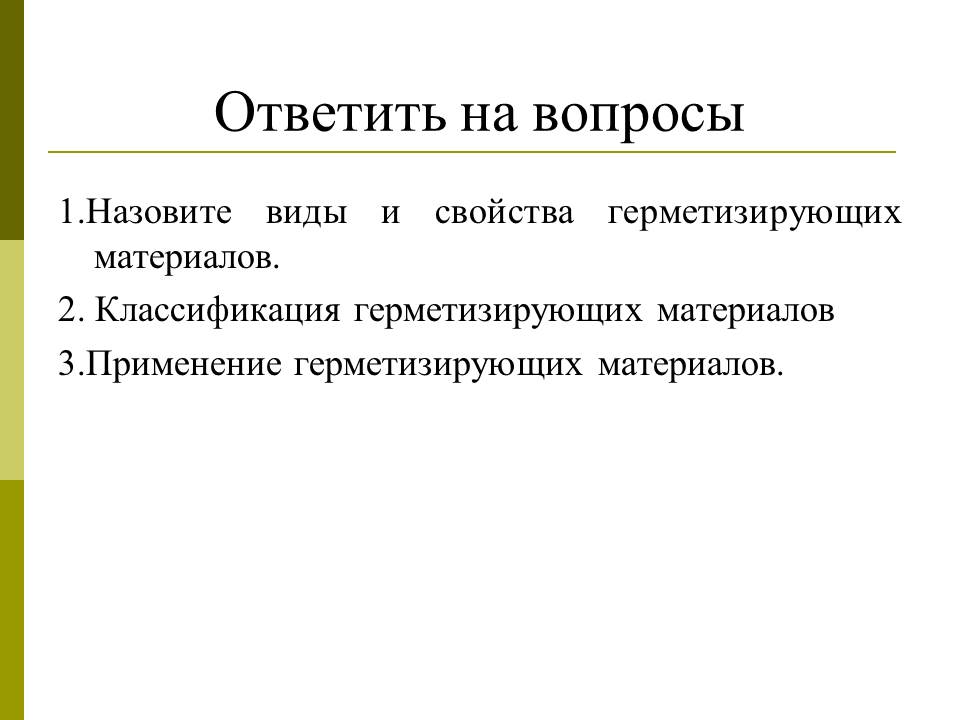 Ответить на вопросы
1.Назовите виды и свойства герметизирующих
материалов.
2. Классификация герметизирующих материалов
3.Применение герметизирующих материалов.